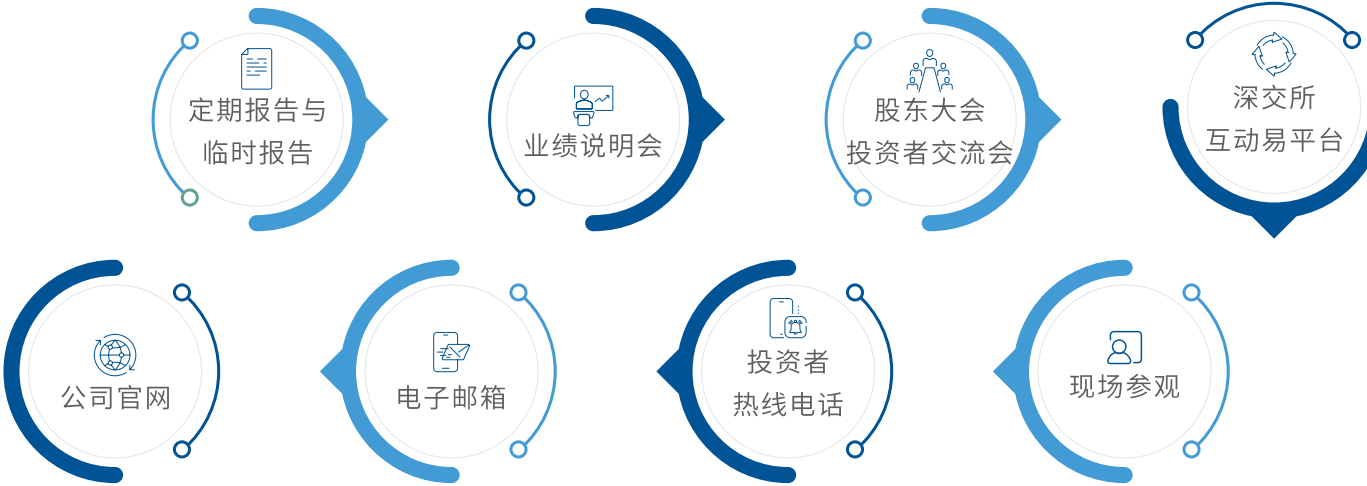 定期报告与
临时报告
业绩说明会
股东大会
投资者交流会
深交所
互动易平台
现场参观
投资者
热线电话
电子邮箱
公司官网